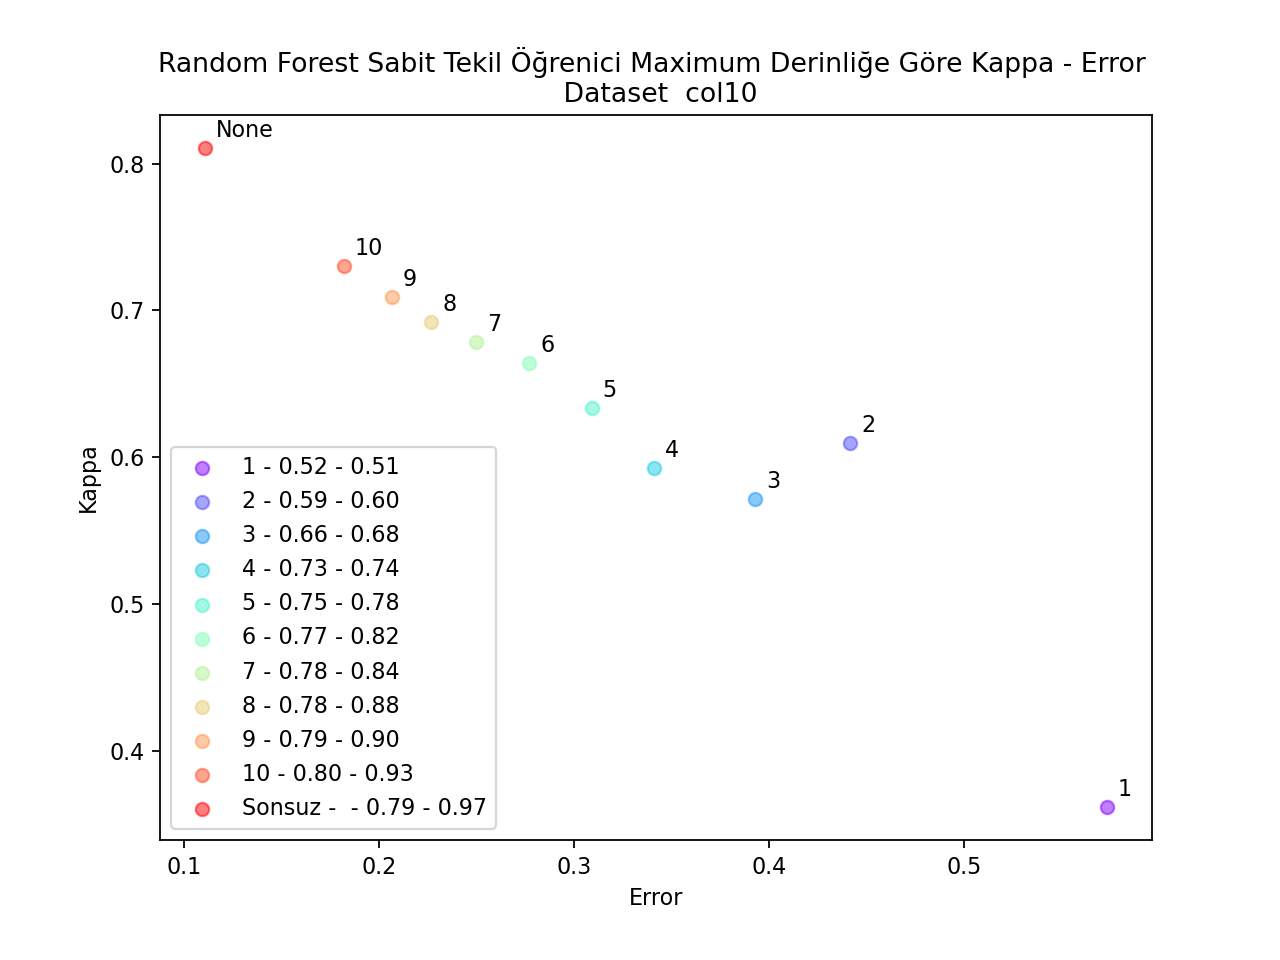 Random Forest Sabit Tekil Öğrenici Maximum Derinliğe Göre Kappa - Error
Dataset  col10
None
0.8
10
9
8
0.7
7
6
5
2
4
0.6
3
Kappa
1 - 0.52 - 0.51
2 - 0.59 - 0.60
3 - 0.66 - 0.68
4 - 0.73 - 0.74
5 - 0.75 - 0.78
6 - 0.77 - 0.82
7 - 0.78 - 0.84
8 - 0.78 - 0.88
9 - 0.79 - 0.90
10 - 0.80 - 0.93
Sonsuz -  - 0.79 - 0.97
0.5
0.4
1
0.1
0.2
0.3
0.4
0.5
Error